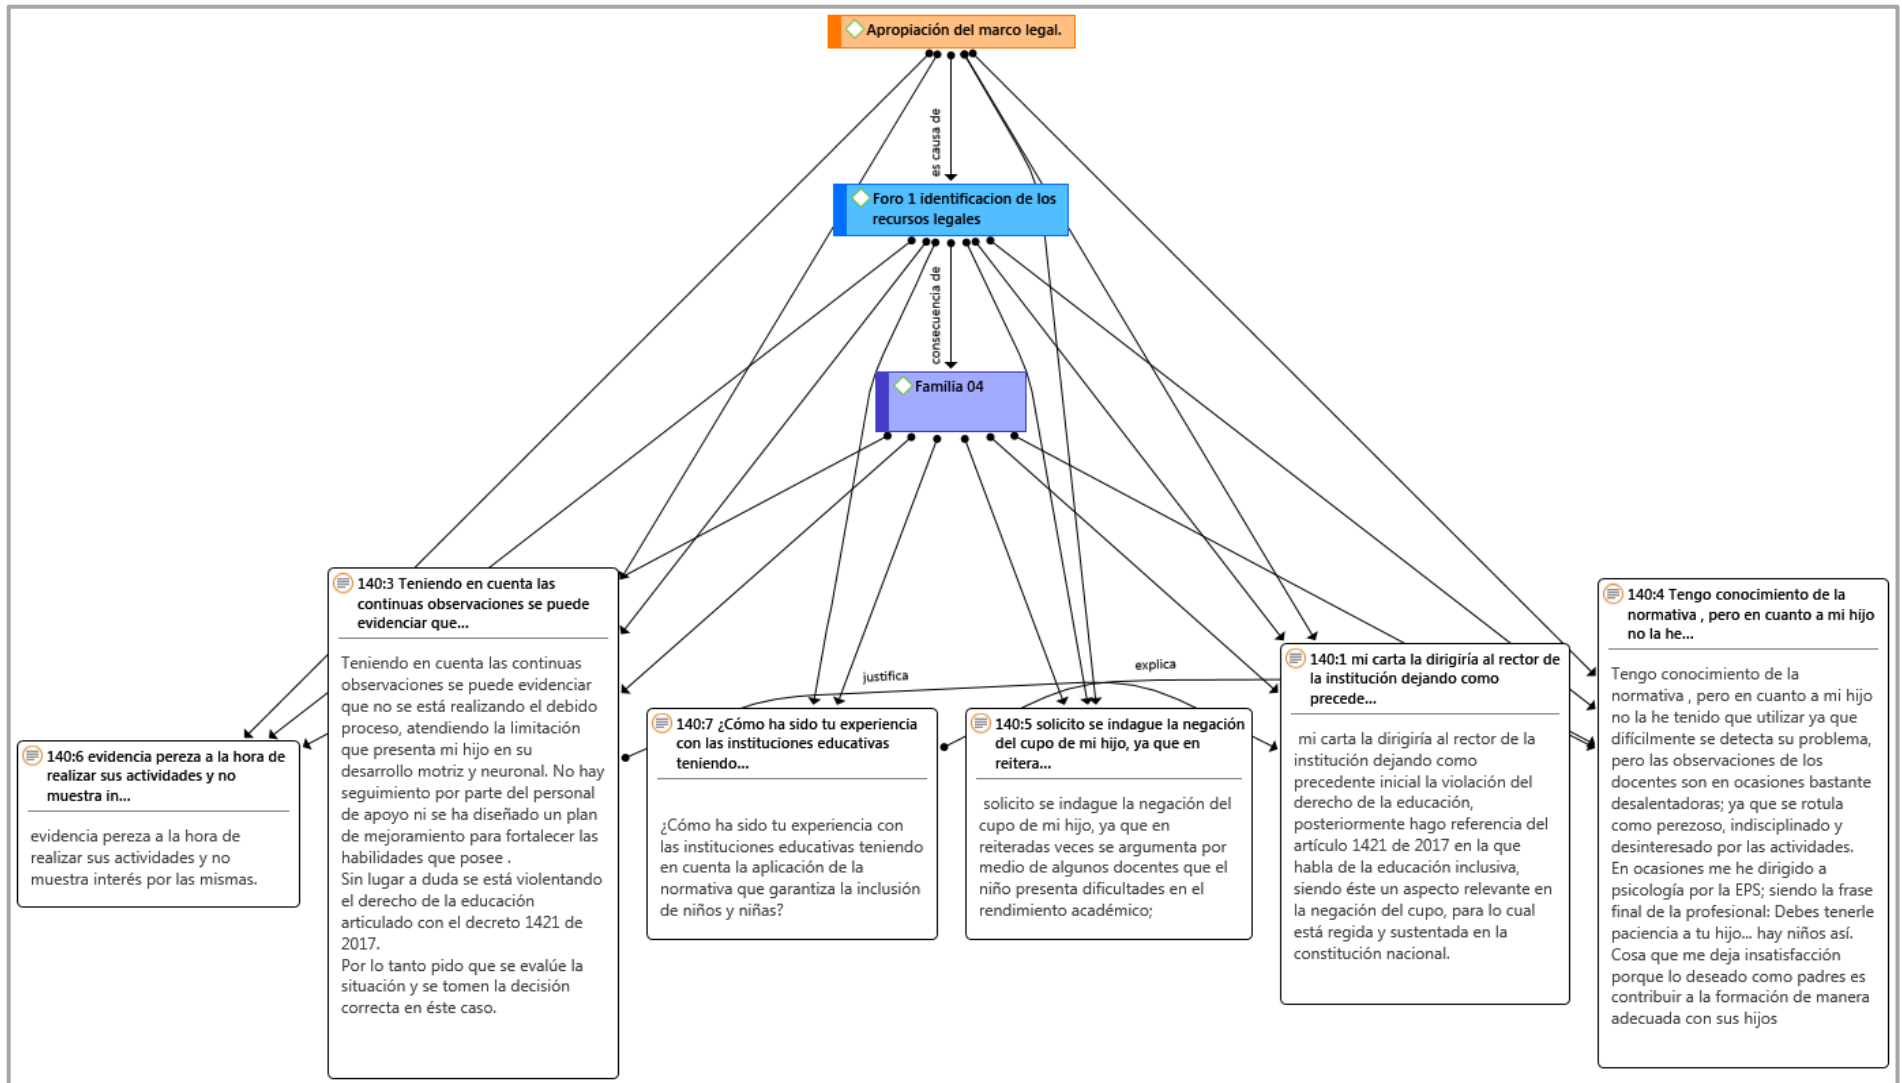 Apropiación del marco legal.
es causa de
Foro 1 identificacion de los
recursos legales
consecuencia de
Familia 04
140:6 evidencia pereza a la hora de
realizar sus actividades y no
muestra in...
evidencia pereza a la hora de
realizar sus actividades y no
muestra interés por las mismas.
140:3 Teniendo en cuenta las
continuas observaciones se puede
evidenciar que...
Teniendo en cuenta las continuas
observaciones se puede evidenciar
que no se está realizando el debido
proceso, atendiendo la limitación
que presenta mi hijo en su
desarrollo motriz y neuronal. No hay
seguimiento por parte del personal
de apoyo ni se ha diseñado un plan
de mejoramiento para fortalecer las
habilidades que posee .
Sin lugar a duda se está violentando
el derecho de la educación
articulado con el decreto 1421 de
2017.
Por lo tanto pido que se evalúe la
situación y se tomen la decisión
correcta en éste caso.
justifica
140:7 ¿Cómo ha sido tu experiencia
con las instituciones educativas
teniendo...
¿Cómo ha sido tu experiencia con
las instituciones educativas teniendo
en cuenta la aplicación de la
normativa que garantiza la inclusión
de niños y niñas?
explica
140:5 solicito se indague la negación
del cupo de mi hijo, ya que en
reitera...
solicito se indague la negación del
cupo de mi hijo, ya que en
reiteradas veces se argumenta por
medio de algunos docentes que el
niño presenta dificultades en el
rendimiento académico;
140:1 mi carta la dirigiría al rector de
la institución dejando como
precede...
mi carta la dirigiría al rector de la
institución dejando como
precedente inicial la violación del
derecho de la educación,
posteriormente hago referencia del
artículo 1421 de 2017 en la que
habla de la educación inclusiva,
siendo éste un aspecto relevante en
la negación del cupo, para lo cual
está regida y sustentada en la
constitución nacional.
140:4 Tengo conocimiento de la
normativa , pero en cuanto a mi hijo
no la he...
Tengo conocimiento de la
normativa , pero en cuanto a mi hijo
no la he tenido que utilizar ya que
difícilmente se detecta su problema,
pero las observaciones de los
docentes son en ocasiones bastante
desalentadoras; ya que se rotula
como perezoso, indisciplinado y
desinteresado por las actividades.
En ocasiones me he dirigido a
psicología por la EPS; siendo la frase
final de la profesional: Debes tenerle
paciencia a tu hijo... hay niños así.
Cosa que me deja insatisfacción
porque lo deseado como padres es
contribuir a la formación de manera
adecuada con sus hijos